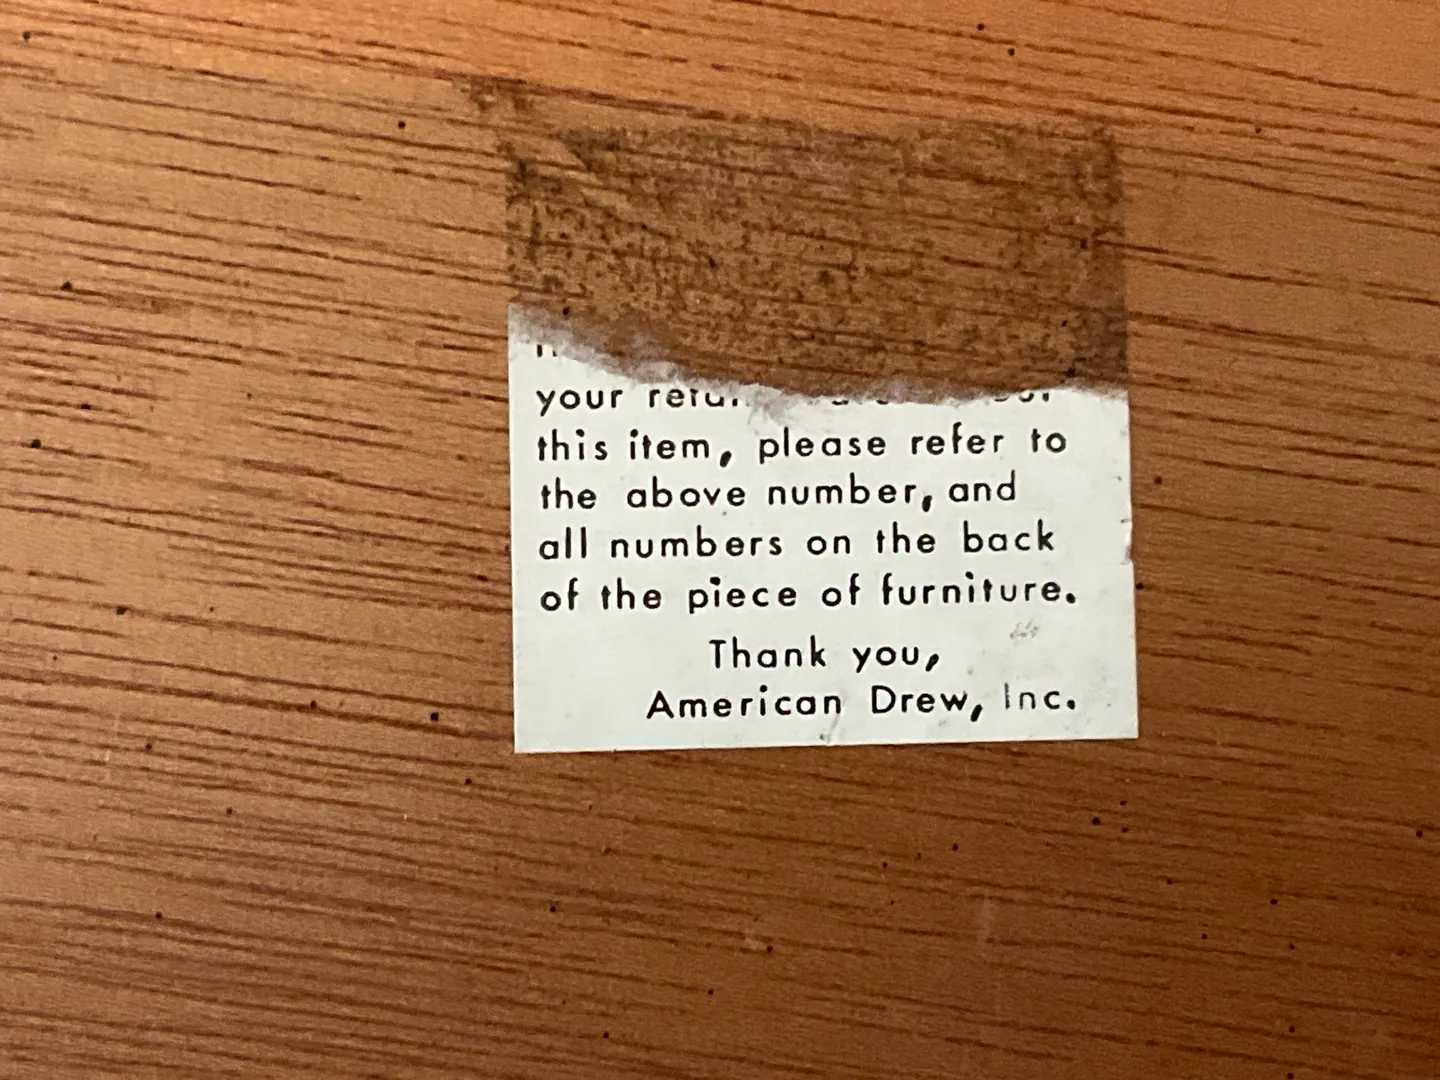 your
this item, please refer to
the above number, and
all numbers on the back
of the piece of furniture.
Thank you,
American Drew, Inc.